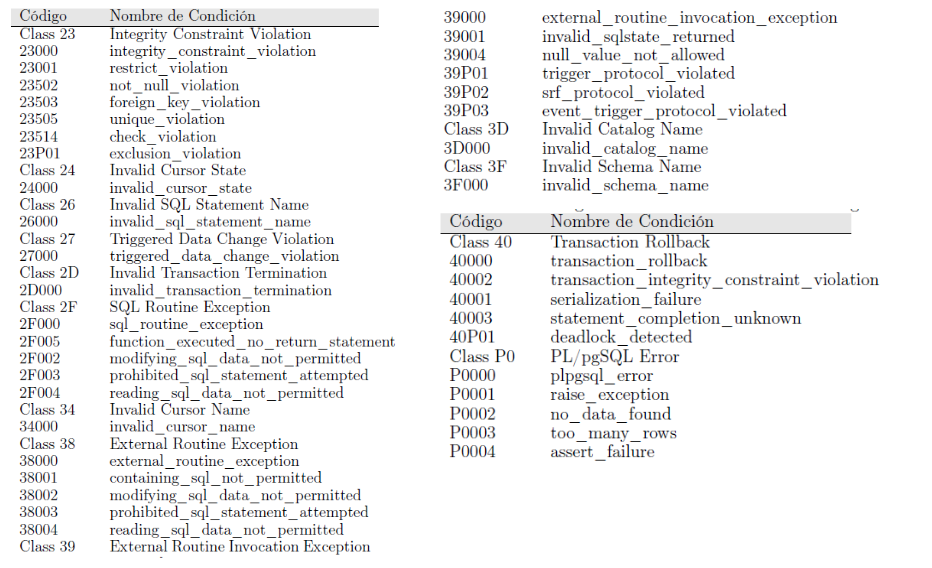 Código Nombre de Condición
Class 23 Integrity Constraint Violation
23000 integrity_constraint_violation
23001 restrict_violation
23502 not_null_violation
23503 foreign_key_violation
23505 unique_violation
23514 check_violation
23P01 exclusion_violation
Class 24 Invalid Cursor State
24000 invalid_cursor_state
Class 26 Invalid SQL Statement Name
26000 invalid_sql_statement_name
Class 27 Triggered Data Change Violation
27000 triggered_data_change_violation
Class 2D Invalid Transaction Termination
2D000 invalid_transaction_termination
Class 2F SQL Routine Exception
2F000 sql_routine_exception
2F005 function_executed_no_return_statement
2F002 modifying_sql_data_not_permitted
2F003 prohibited_sql_statement_attempted
2F004 reading_sql_data_not_permitted
Class 34 Invalid Cursor Name
34000 invalid_cursor_name
Class 38 External Routine Exception
38000 external_routine_exception
38001 containing_sql_not_permitted
38002 modifying_sql_data_not_permitted
38003 prohibited_sql_statement_attempted
38004 reading_sql_data_not_permitted
Class 39 External Routine Invocation Exception
39000 external_routine_invocation_exception
39001 invalid_sqlstate_returned
39004 null_value_not_allowed
39P01 trigger_protocol_violated
39P02 srf_protocol_violated
39P03 event_trigger_protocol_violated
Class 3D Invalid Catalog Name
3D000 invalid_catalog_name
Class 3F Invalid Schema Name
3F000 invalid_schema_name
Código Nombre de Condición
Class 40 Transaction Rollback
40000 transaction_rollback
40002 transaction_integrity_constraint_violation
40001 serialization_failure
40003 statement_completion_unknown
40P01 deadlock_detected
Class P0 PL/pgSQL Error
P0000 plpgsql_error
P0001 raise_exception
P0002 no_data_found
P0003 too_many_rows
P0004 assert_failure